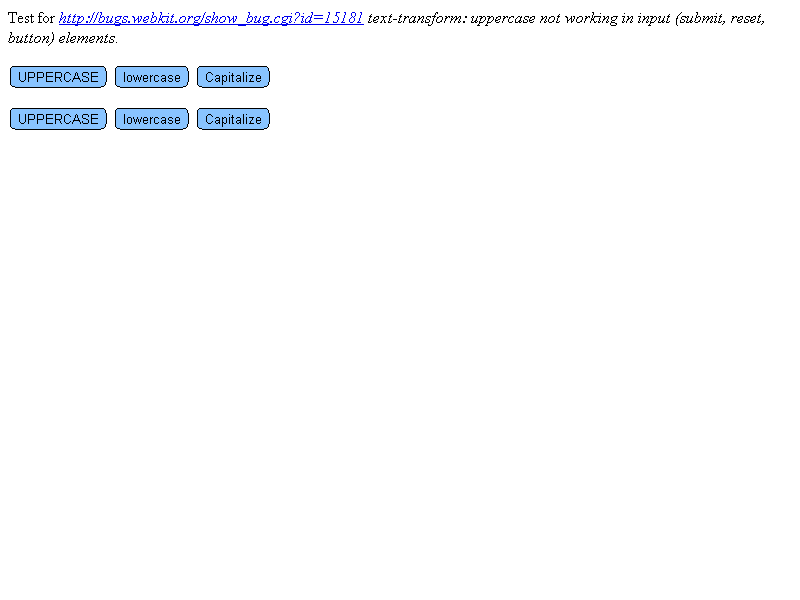 Test for http://bugs.webkit.org/show_bug.cgi?id=15181 text-transform: uppercase not working in input (submit, reset,
button) elements.
UPPERCASE lowercase Capitalize
UPPERCASE lowercase Capitalize